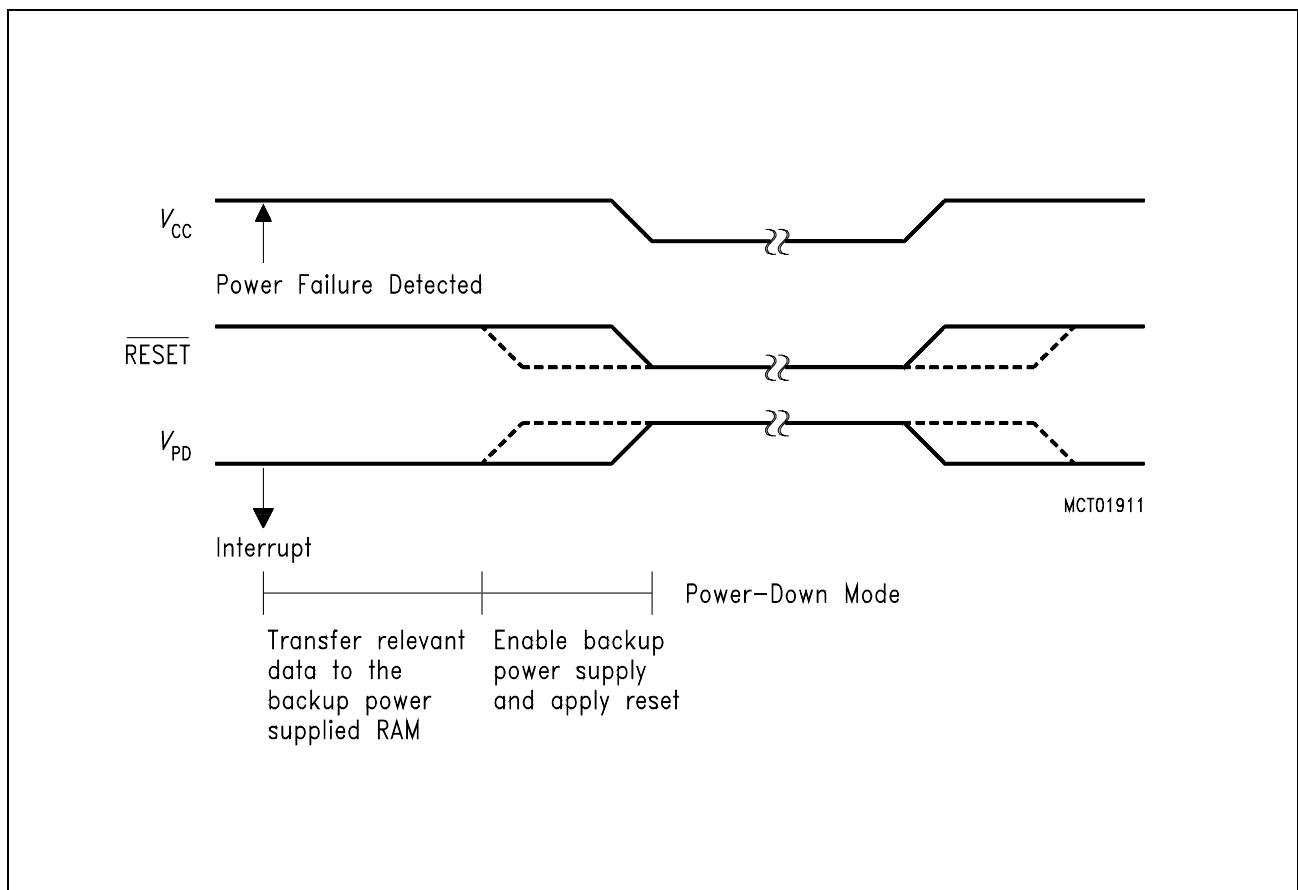 VCC
Power Failure Detected
RESET
VPD
MCT01911
Interrupt
Power-Down Mode
Transfer relevant
data to the
backup power
supplied RAM
Enable backup
power supply
and apply reset